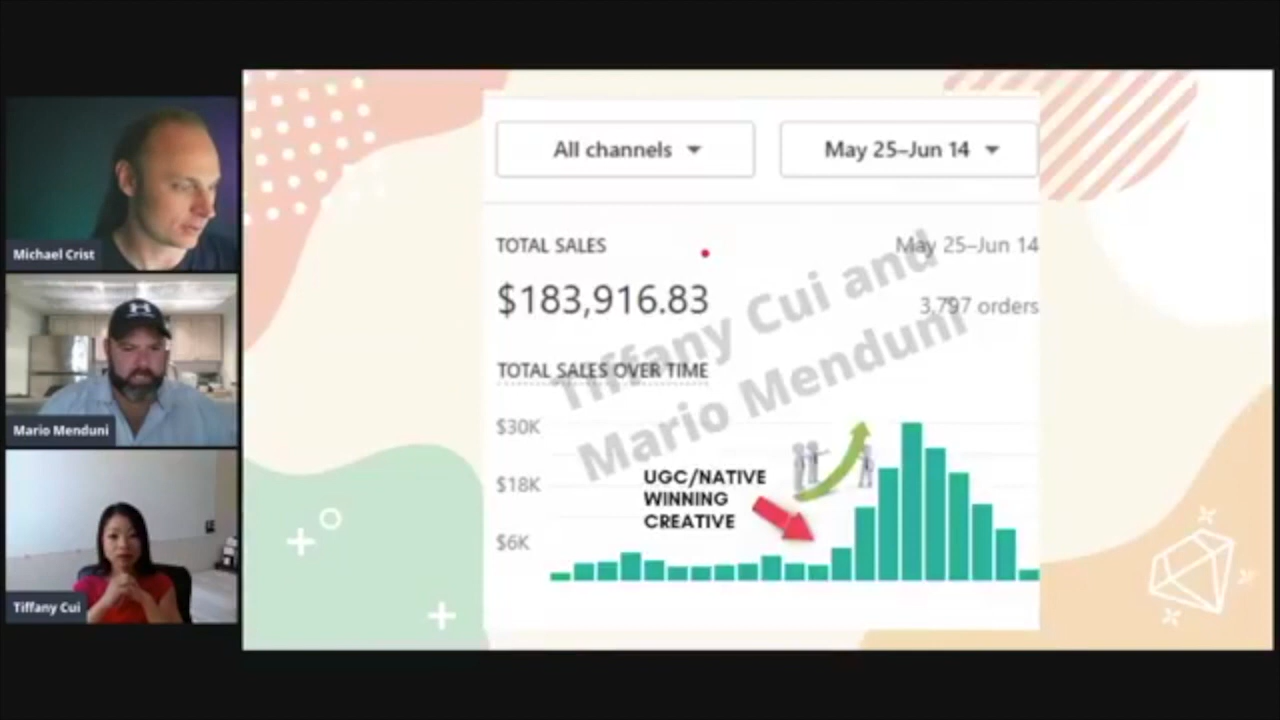 Michael Crist
Mario Menduni
Tiffany Cui
All channels
May 25–Jun 14
TOTAL SALES
May 25–Jun 14
$183,916.83
3,797 orders
TOTAL SALES OVER TIME
Tiffany Cui and
Mario Menduni
$30K
$18K
$6K
UGC/NATIVE
WINNING
CREATIVE